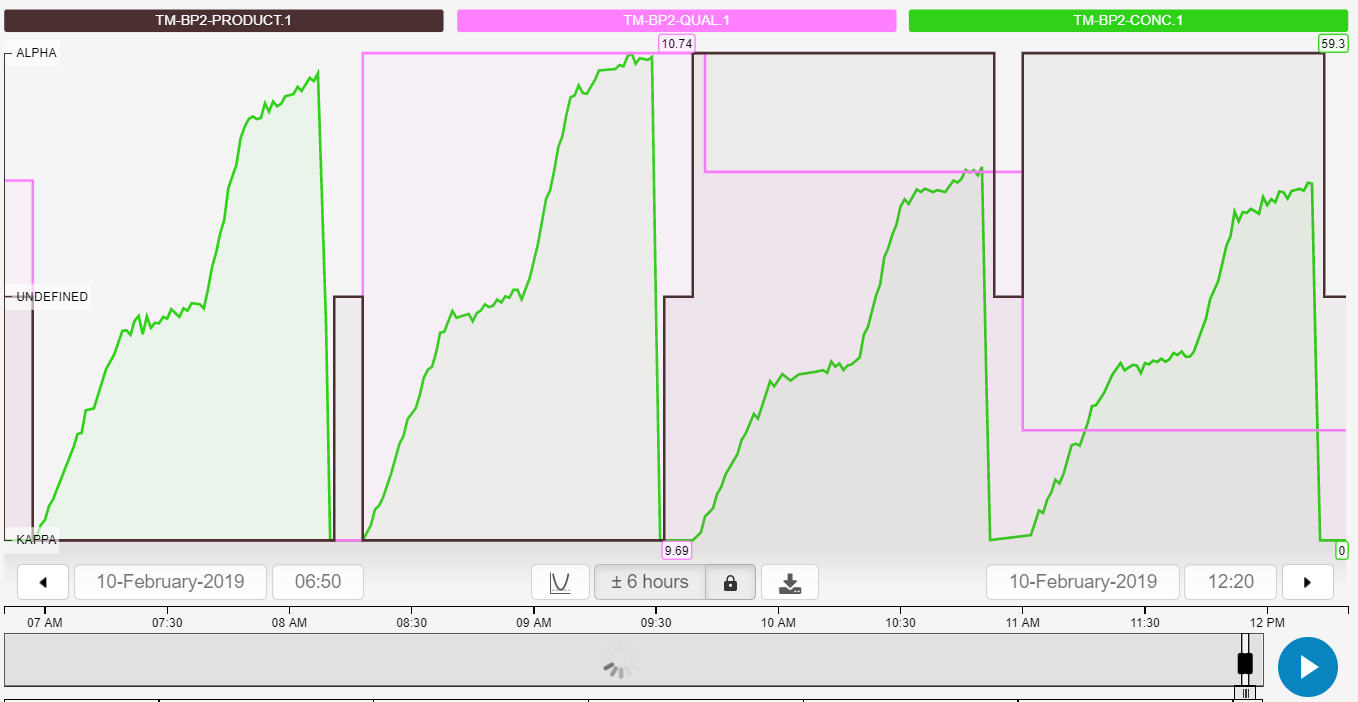 TM-BP2-PRODUCT.1 TM-BP2-QUAL.1 TM-BP2-CONC.1
10.74 59.3
ALPHA
UNDEFINED
KAPPA
9.69 0
10-February-2019 06:50 ± 6 hours 10-February-2019 12:20
07 AM 07:30 08 AM 08:30 09 AM 09:30 10 AM 10:30 11 AM 11:30 12 PM